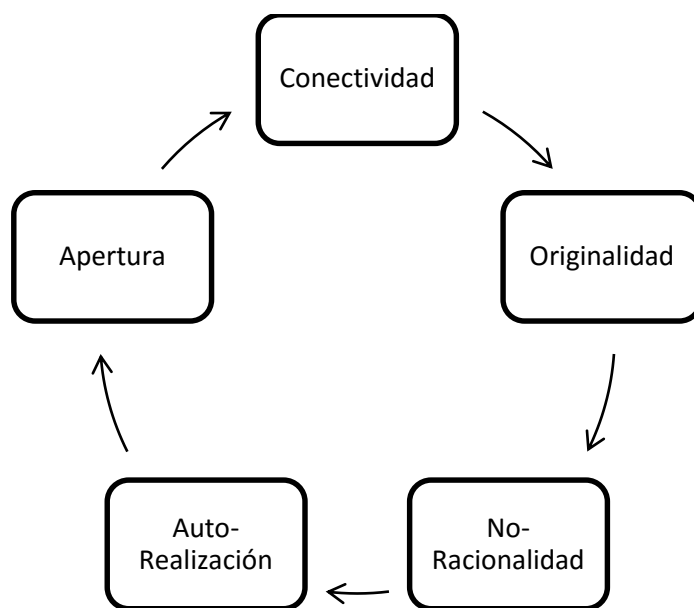 Conectividad
Originalidad
No-
Racionalidad
Auto-
Realización
Apertura